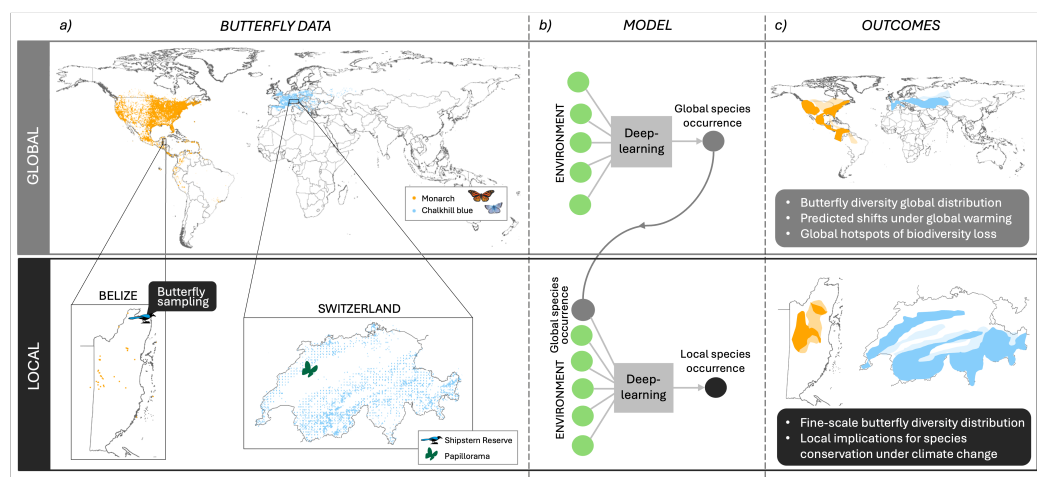 a) BUTTERFLY DATA
b) MODEL
c) OUTCOMES
GLOBAL
Monarch
Chalkhill blue
ENVIRONMENT
Deep-
learning
Global species
occurrence
• Butterfly diversity global distribution
• Predicted shifts under global warming
• Global hotspots of biodiversity loss
LOCAL
BELIZE
Butterfly
sampling
SWITZERLAND
Shipstern Reserve
Papillorama
Global species
occurrence
ENVIRONMENT
Deep-
learning
Local species
occurrence
• Fine-scale butterfly diversity distribution
• Local implications for species
conservation under climate change